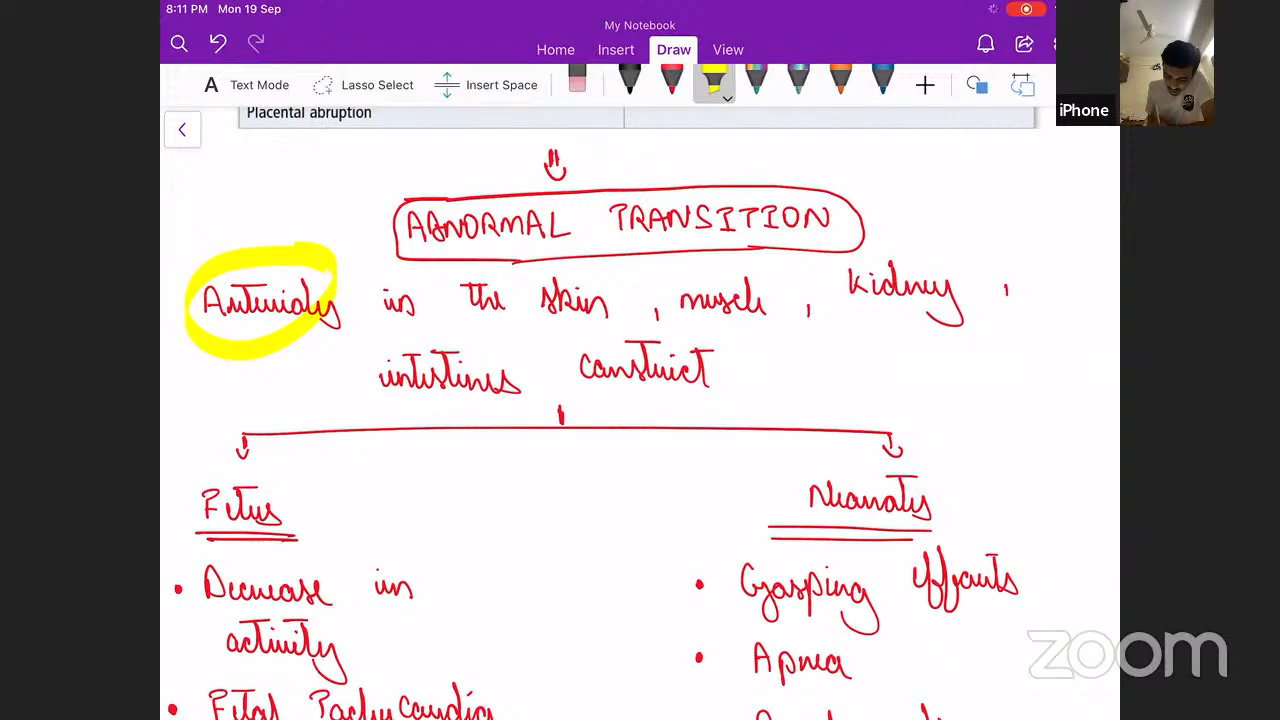 8:11 PM Mon 19 Sep
My Notebook
Home Insert Draw View
A Text Mode Lasso Select Insert Space
iPhone
Placental abruption
ABNORMAL TRANSITION
in the skin, muscle, kidney,
intestines constrict
Fetus
Decrease in
activity
Gasping efforts
Apnea
Fetal Tachycardia
zoom